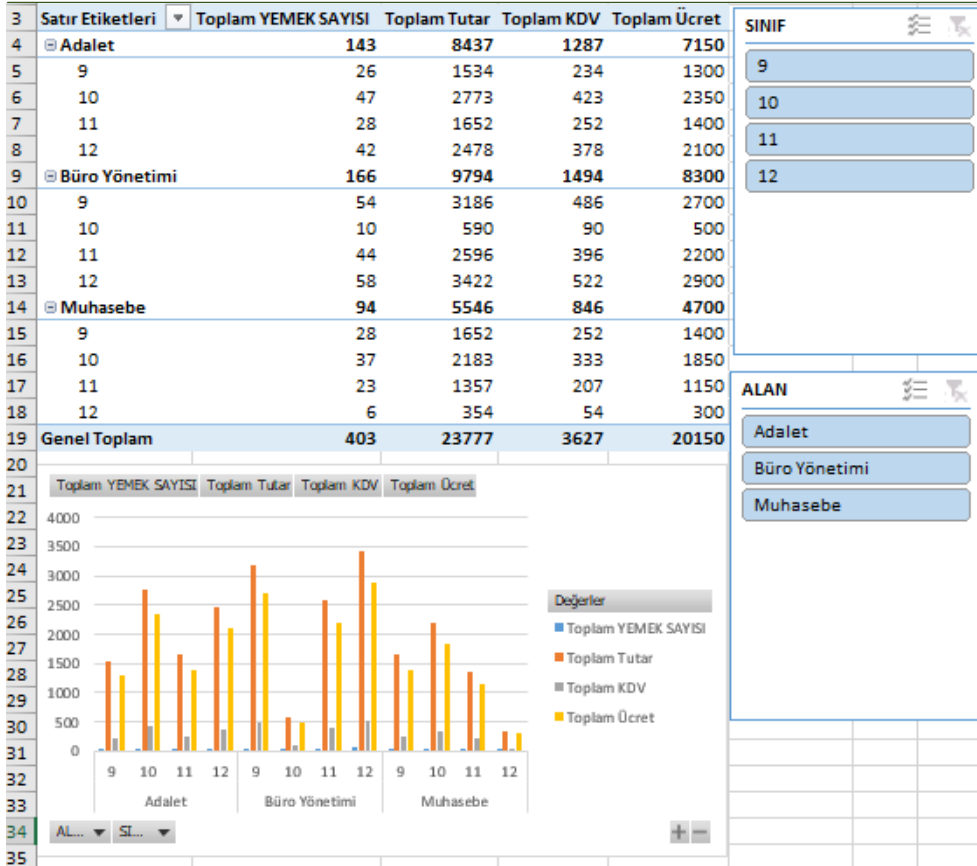 3 Satır Etiketleri Toplam YEMEK SAYISI Toplam Tutar Toplam KDV Toplam Ücret
4 Adalet 143 8437 1287 7150
5 9 26 1534 234 1300
6 10 47 2773 423 2350
7 11 28 1652 252 1400
8 12 42 2478 378 2100
9 Büro Yönetimi 166 9794 1494 8300
10 9 54 3186 486 2700
11 10 10 590 90 500
12 11 44 2596 396 2200
13 12 58 3422 522 2900
14 Muhasebe 94 5546 846 4700
15 9 28 1652 252 1400
16 10 37 2183 333 1850
17 11 23 1357 207 1150
18 12 6 354 54 300
19 Genel Toplam 403 23777 3627 20150
SINIF
9
10
11
12
ALAN
Adalet
Büro Yönetimi
Muhasebe
20
21
22
23
24
25
26
27
28
29
30
31
32
33
34
35
Toplam YEMEK SAYISI Toplam Tutar Toplam KDV Toplam Ücret
4000
3500
3000
2500
2000
1500
1000
500
0
9 10 11 12 9 10 11 12 9 10 11 12
Adalet Büro Yönetimi Muhasebe
Değerler
Toplam YEMEK SAYISI
Toplam Tutar
Toplam KDV
Toplam Ücret
AL... SI...